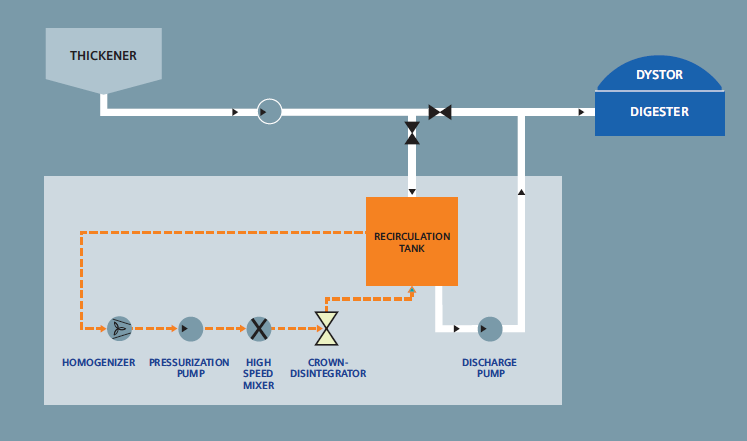 THICKENER
DYSTOR
DIGESTER
RECIRCULATION
TANK
HOMOGENIZER
PRESSURIZATION
PUMP
HIGH
SPEED
MIXER
CROWN-
DISINTEGRATOR
DISCHARGE
PUMP